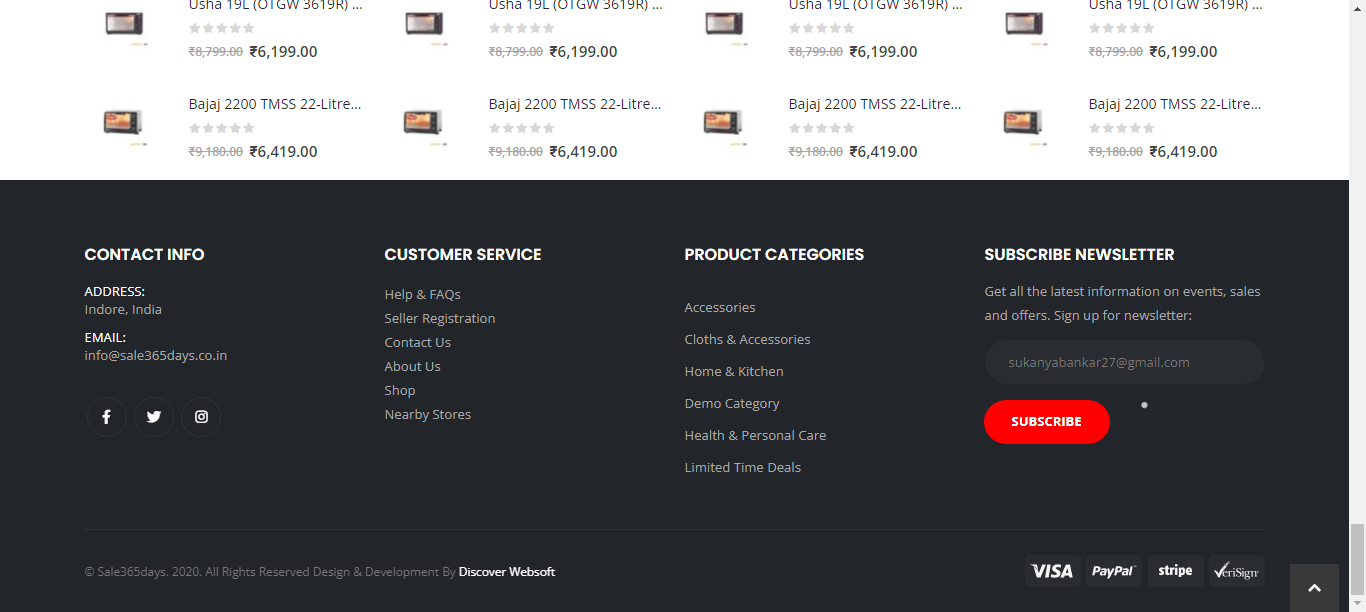 Usha 19L (OTGW 3619R) ...
₹8,799.00 ₹6,199.00
Usha 19L (OTGW 3619R) ...
₹8,799.00 ₹6,199.00
Usha 19L (OTGW 3619R) ...
₹8,799.00 ₹6,199.00
Usha 19L (OTGW 3619R) ...
₹8,799.00 ₹6,199.00
Bajaj 2200 TMSS 22-Litre...
₹9,180.00 ₹6,419.00
Bajaj 2200 TMSS 22-Litre...
₹9,180.00 ₹6,419.00
Bajaj 2200 TMSS 22-Litre...
₹9,180.00 ₹6,419.00
Bajaj 2200 TMSS 22-Litre...
₹9,180.00 ₹6,419.00
CONTACT INFO
ADDRESS:
Indore, India
EMAIL:
info@sale365days.co.in
CUSTOMER SERVICE
Help & FAQs
Seller Registration
Contact Us
About Us
Shop
Nearby Stores
PRODUCT CATEGORIES
Accessories
Cloths & Accessories
Home & Kitchen
Demo Category
Health & Personal Care
Limited Time Deals
SUBSCRIBE NEWSLETTER
Get all the latest information on events, sales
and offers. Sign up for newsletter:
sukanyabankar27@gmail.com
SUBSCRIBE
© Sale365days. 2020. All Rights Reserved Design & Development By Discover Websoft
VISA PayPal stripe VeriSign